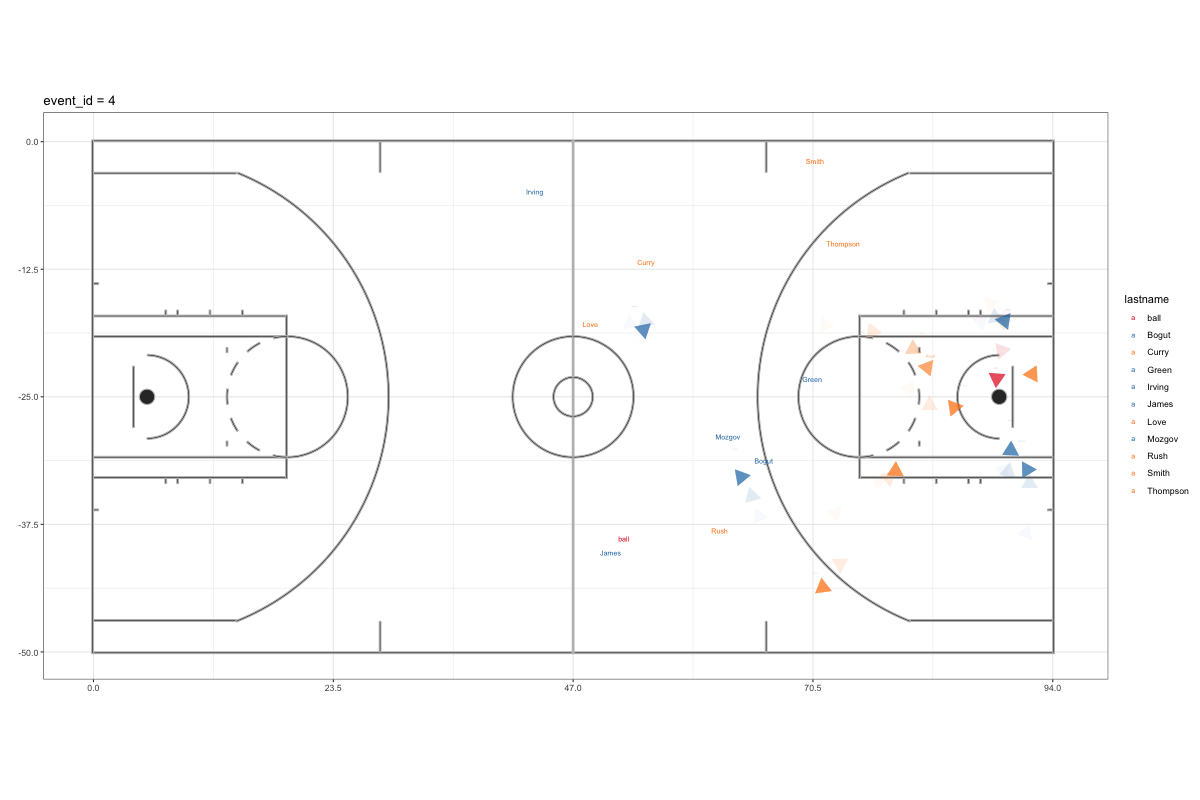 event_id = 4
0.0
-12.5
-25.0
-37.5
-50.0
0.0
23.5
47.0
70.5
94.0
Smith
Irving
Thompson
Curry
Love
Green
Mozgov
Bogut
Rush
ball
James
lastname
a ball
a Bogut
a Curry
a Green
a Irving
a James
a Love
a Mozgov
a Rush
a Smith
a Thompson